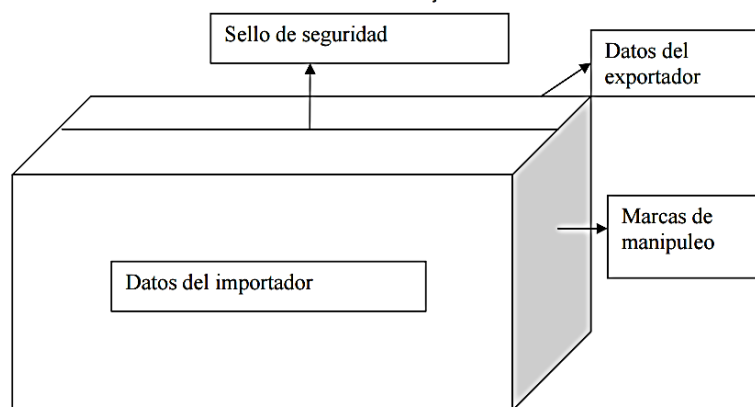 Sello de seguridad
Datos del
exportador
Marcas de
manipuleo
Datos del importador